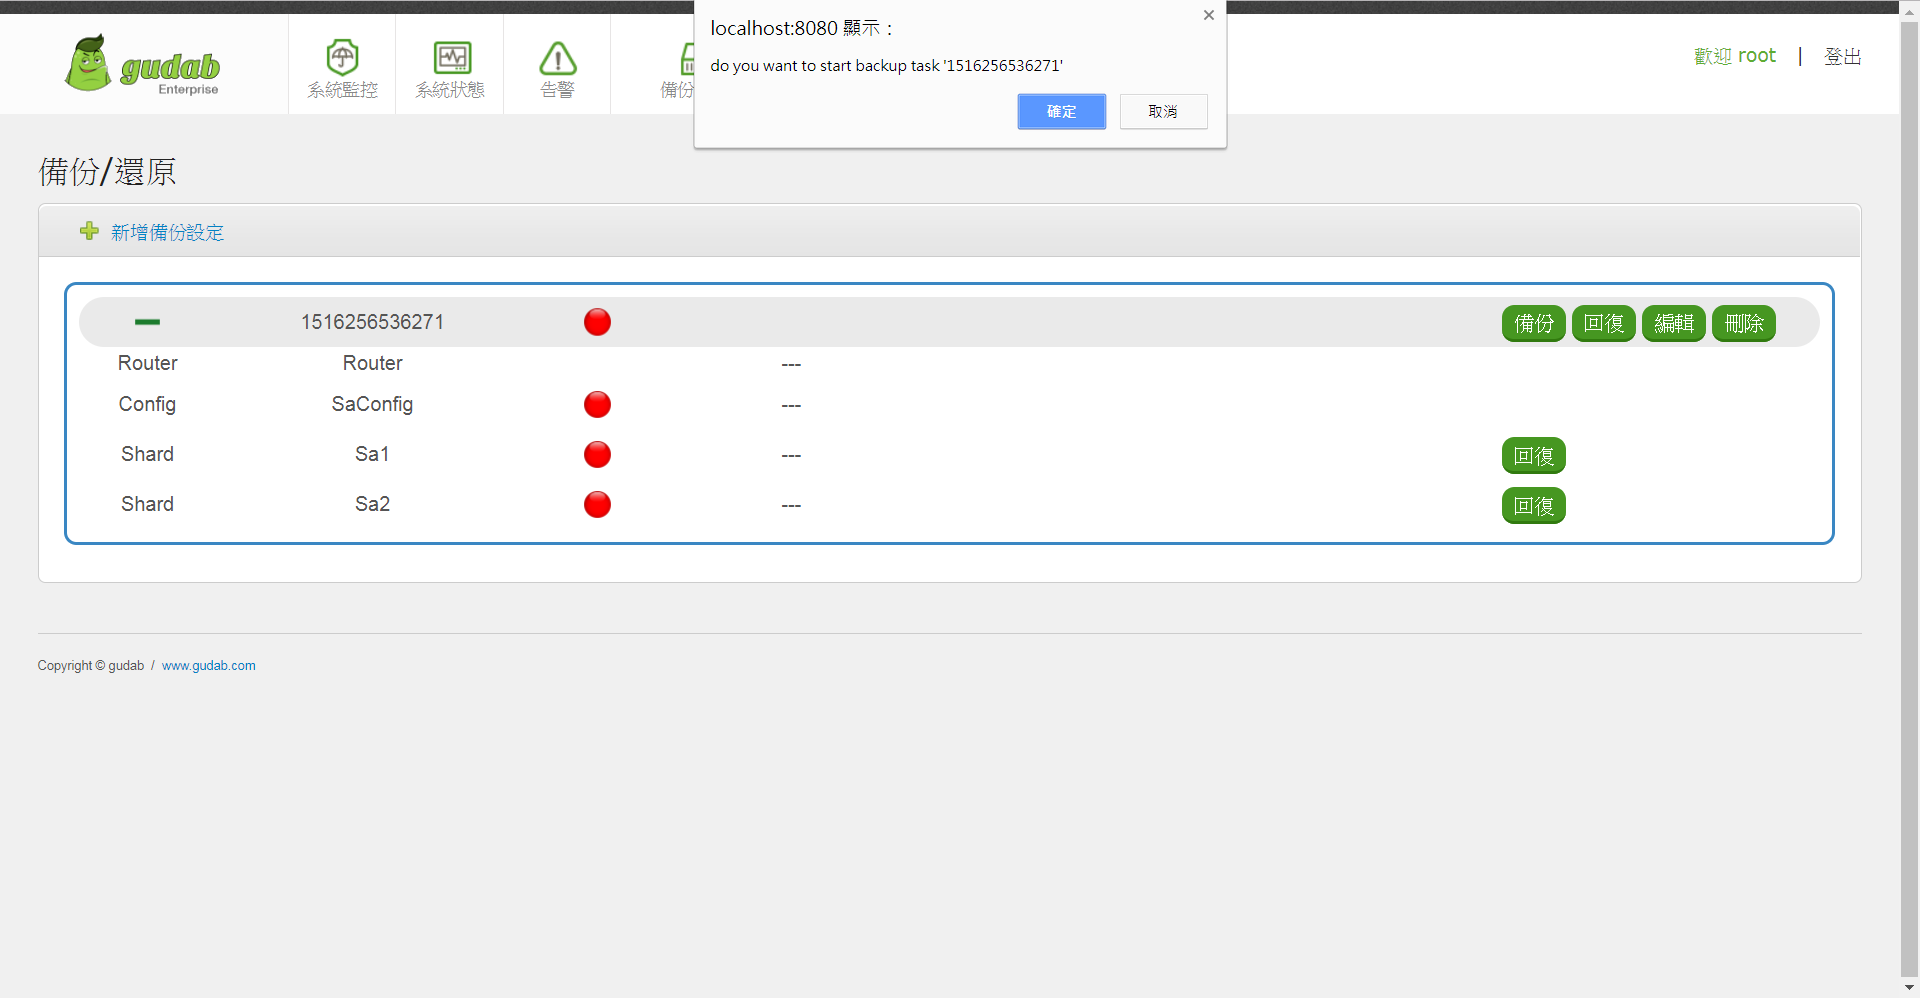 localhost:8080 顯示：
do you want to start backup task '1516256536271'
確定 取消
gudab
Enterprise
系統監控 系統狀態 告警 備份
歡迎 root | 登出
備份/還原
新增備份設定
1516256536271 備份 回復 編輯 刪除
Router Router ---
Config SaConfig ---
Shard Sa1 --- 回復
Shard Sa2 --- 回復
Copyright © gudab / www.gudab.com